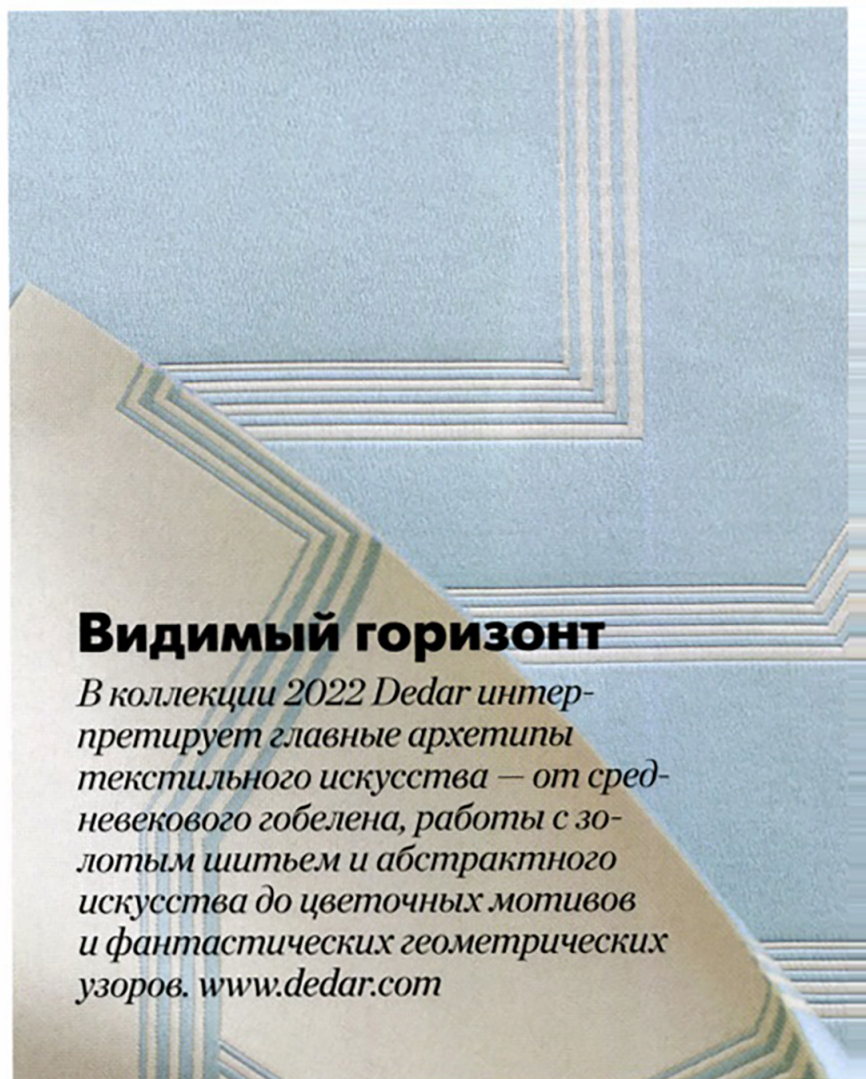 Видимый горизонт
В коллекции 2022 Dedar интер-
претирует главные архетипы
текстильного искусства — от сред-
невекового гобелена, работы с зо-
лотым шитьем и абстрактного
искусства до цветочных мотивов
и фантастических геометрических
узоров. www.dedar.com